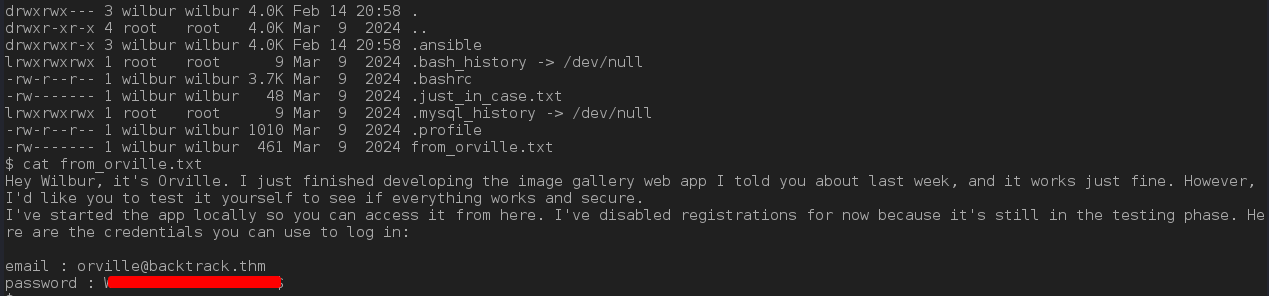 drwxrwx--- 3 wilbur wilbur 4.0K Feb 14 20:58 .
drwxr-xr-x 4 root   root   4.0K Mar  9  2024 ..
drwxrwxr-x 3 wilbur wilbur 4.0K Feb 14 20:58 .ansible
lrwxrwxrwx 1 root   root      9 Mar  9  2024 .bash_history -> /dev/null
-rw-r--r-- 1 wilbur wilbur 3.7K Mar  9  2024 .bashrc
-rw------- 1 wilbur wilbur   48 Mar  9  2024 .just_in_case.txt
lrwxrwxrwx 1 root   root      9 Mar  9  2024 .mysql_history -> /dev/null
-rw-r--r-- 1 wilbur wilbur 1010 Mar  9  2024 .profile
-rw------- 1 wilbur wilbur  461 Mar  9  2024 from_orville.txt
$ cat from_orville.txt
Hey Wilbur, it's Orville. I just finished developing the image gallery web app I told you about last week, and it works just fine. However,
I'd like you to test it yourself to see if everything works and secure.
I've started the app locally so you can access it from here. I've disabled registrations for now because it's still in the testing phase. He
re are the credentials you can use to log in:
email : orville@backtrack.thm
password :